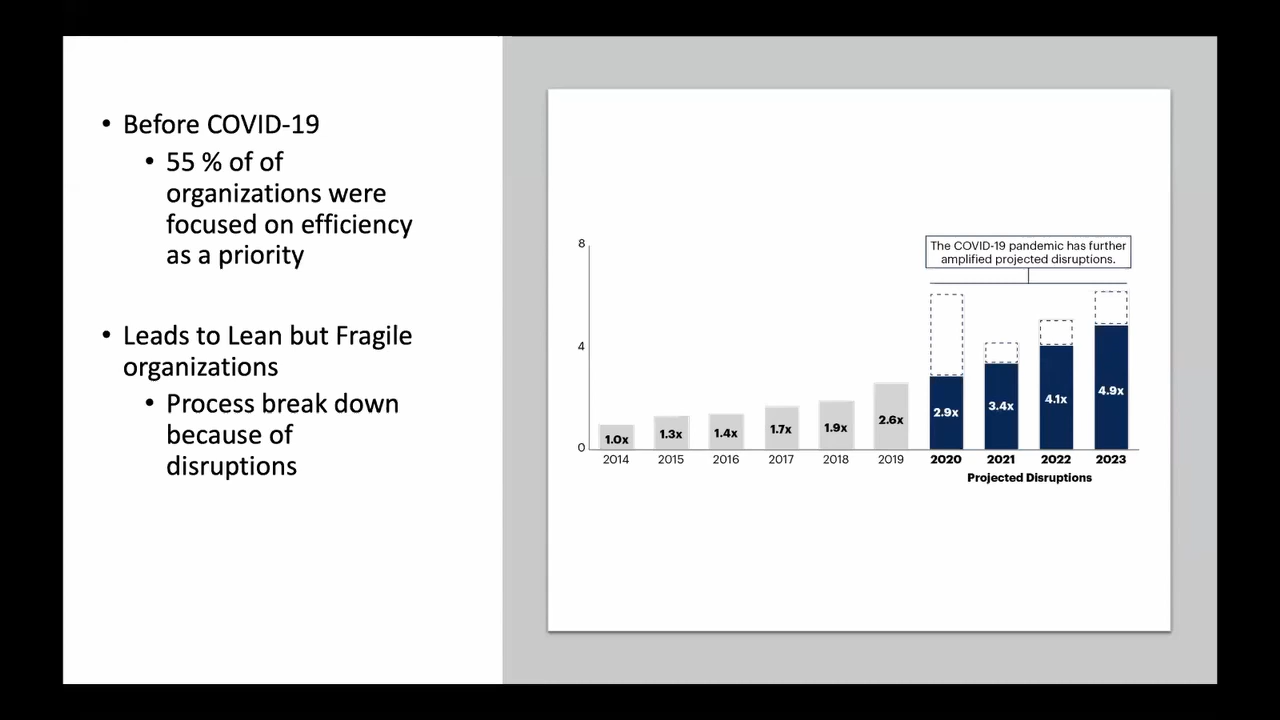 • Before COVID-19
• 55 % of of
organizations were
focused on efficiency
as a priority
• Leads to Lean but Fragile
organizations
• Process break down
because of
disruptions
The COVID-19 pandemic has further
amplified projected disruptions.
8
4
0
1.0x
1.3x
1.4x
1.7x
1.9x
2.6x
2.9x
3.4x
4.1x
4.9x
2014 2015 2016 2017 2018 2019 2020 2021 2022 2023
Projected Disruptions